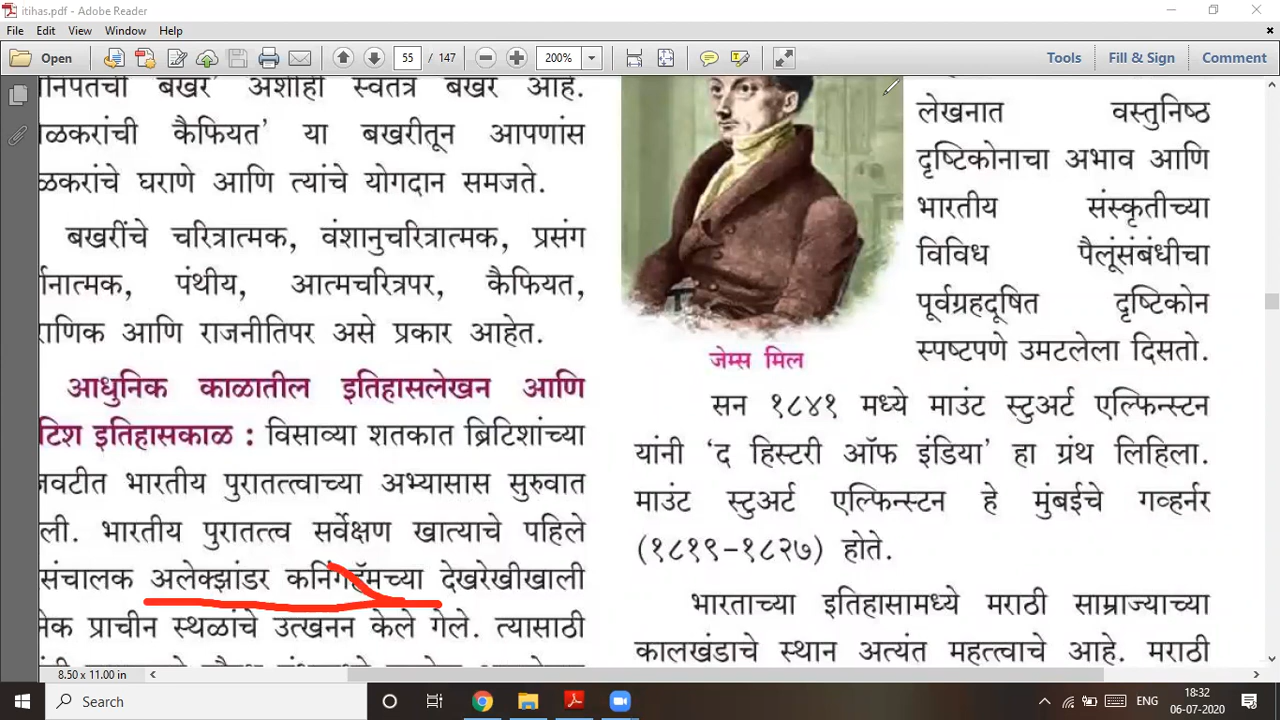 itihas.pdf - Adobe Reader
File Edit View Window Help
Open 55 / 147 200% Tools Fill & Sign Comment
बखर अशीही स्वतंत्र बखर आहे.
कैफियत’ या बखरीतून आपणांस
घराणे आणि त्यांचे योगदान समजते.
बखरींचे चरित्रात्मक, वंशानुचरित्रात्मक, प्रसंग
पंथीय, आत्मचरित्रपर, कैफियत,
आणि राजनीतिपर असे प्रकार आहेत.
आधुनिक काळातील इतिहासलेखन आणि
इतिहासकाळ : विसाव्या शतकात ब्रिटिशांच्या
भारतीय पुरातत्त्वाच्या अभ्यासास सुरुवात
भारतीय पुरातत्त्व सर्वेक्षण खात्याचे पहिले
संचालक अलेक्झांडर कनिंगहॅमच्या देखरेखीखाली
प्राचीन स्थळांचे उत्खनन केले गेले. त्यासाठी
जेम्स मिल
लेखनात वस्तुनिष्ठ
दृष्टिकोनाचा अभाव आणि
भारतीय संस्कृतीच्या
विविध पैलूंसंबंधीचा
पूर्वग्रहदूषित दृष्टिकोन
स्पष्टपणे उमटलेला दिसतो.
सन १८४१ मध्ये माउंट स्टुअर्ट एल्फिन्स्टन
यांनी ‘द हिस्टरी ऑफ इंडिया’ हा ग्रंथ लिहिला.
माउंट स्टुअर्ट एल्फिन्स्टन हे मुंबईचे गव्हर्नर
(१८१९-१८२७) होते.
भारताच्या इतिहासामध्ये मराठी साम्राज्याच्या
कालखंडाचे स्थान अत्यंत महत्त्वाचे आहे. मराठी
8.50 x 11.00 in
Search
ENG
18:32
06-07-2020